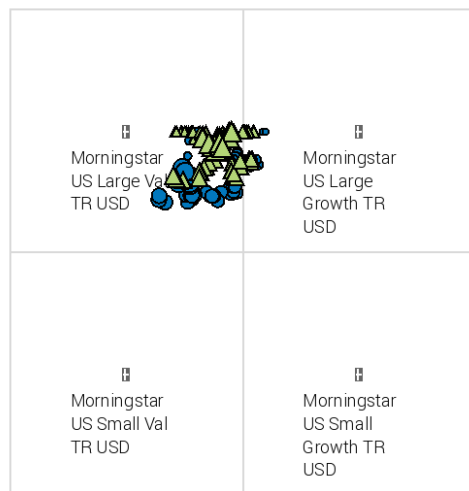 Morningstar
US Large Val
TR USD
Morningstar
US Large
Growth TR
USD
Morningstar
US Small Val
TR USD
Morningstar
US Small
Growth TR
USD